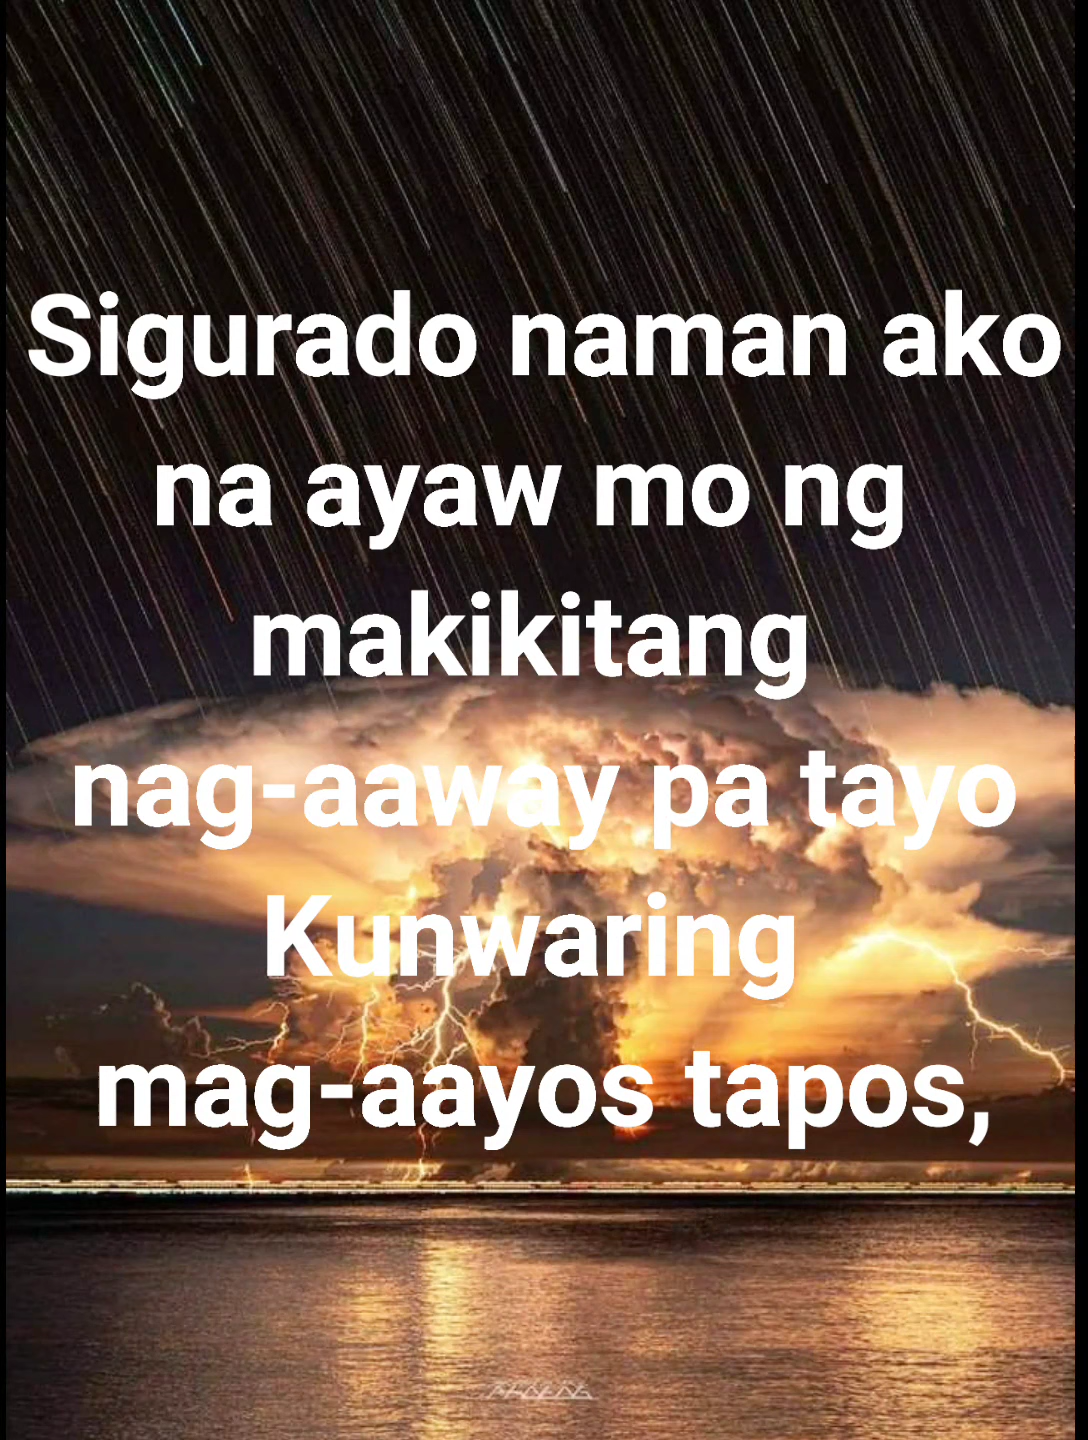 Sigurado naman ako
na ayaw mo ng
makikitang
nag-aaway pa tayo
Kunwaring
mag-aayos tapos,